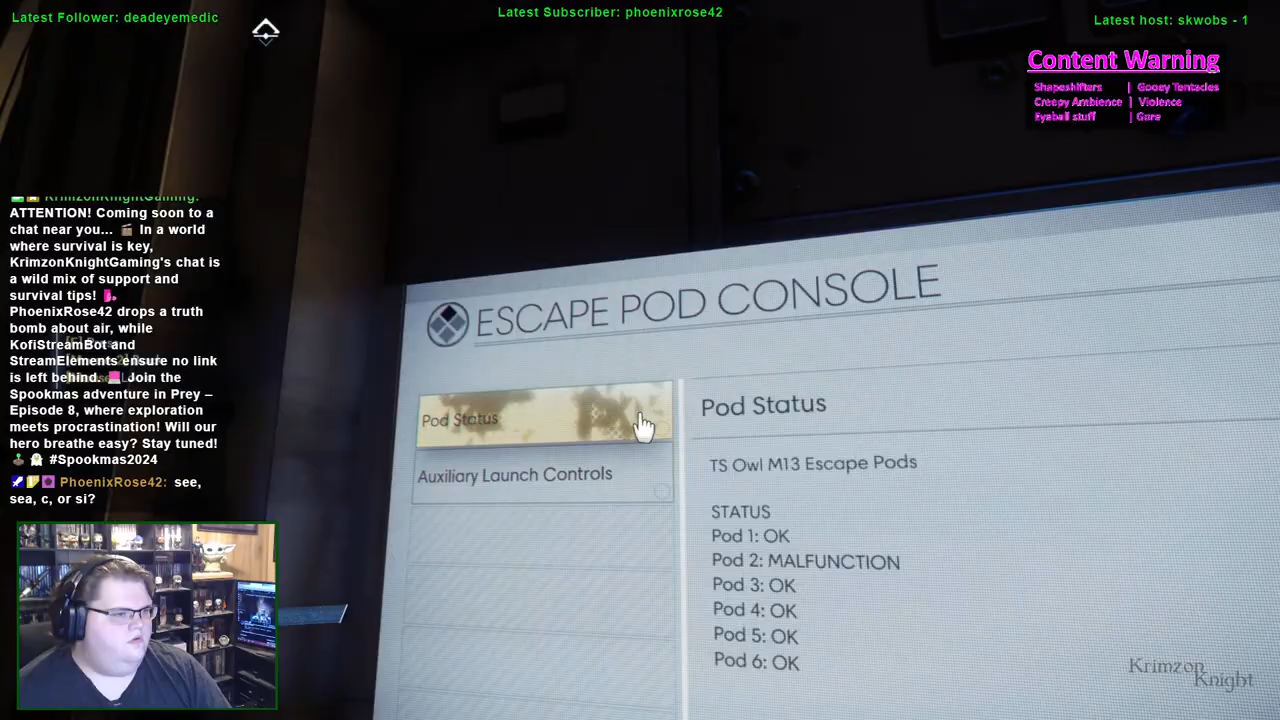 Latest Follower: deadeyemedic
Latest Subscriber: phoenixrose42
Latest host: skwobs - 1
Content Warning
Shapeshifters | Gooey Tentacles
Creepy Ambience | Violence
Eyeball stuff | Gore
KrimzonKnightGaming:
ATTENTION! Coming soon to a
chat near you... In a world
where survival is key,
KrimzonKnightGaming's chat is
a wild mix of support and
survival tips!
PhoenixRose42 drops a truth
bomb about air, while
KofiStreamBot and
StreamElements ensure no link
is left behind. Join the
Spookmas adventure in Prey –
Episode 8, where exploration
meets procrastination! Will our
hero breathe easy? Stay tuned!
#Spookmas2024
PhoenixRose42: see,
sea, c, or si?
ESCAPE POD CONSOLE
Pod Status
Auxiliary Launch Controls
Pod Status
TS Owl M13 Escape Pods
STATUS
Pod 1: OK
Pod 2: MALFUNCTION
Pod 3: OK
Pod 4: OK
Pod 5: OK
Pod 6: OK
Krimzon
Knight